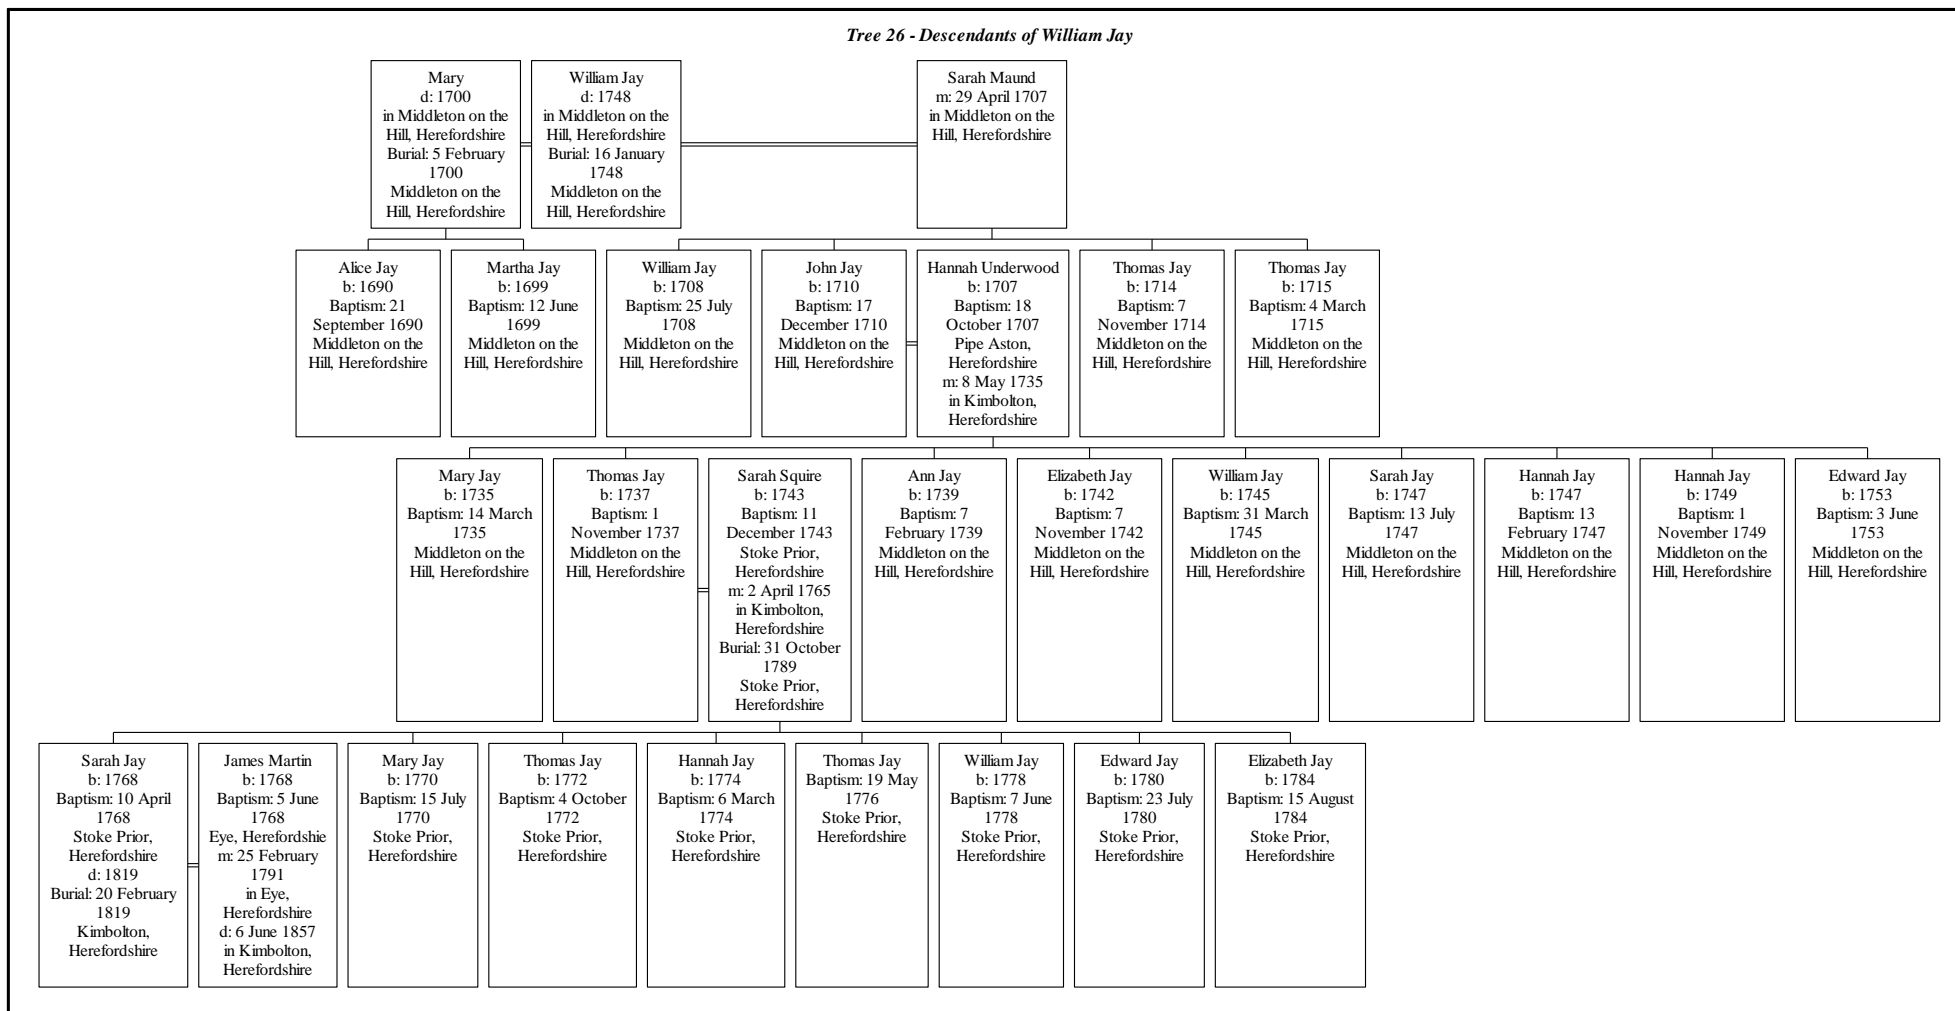 Tree 26 - Descendants of William Jay
Mary
d: 1700
in Middleton on the
Hill, Herefordshire
Burial: 5 February
1700
Middleton on the
Hill, Herefordshire
William Jay
d: 1748
in Middleton on the
Hill, Herefordshire
Burial: 16 January
1748
Middleton on the
Hill, Herefordshire
Sarah Maund
m: 29 April 1707
in Middleton on the
Hill, Herefordshire
Alice Jay
b: 1690
Baptism: 21
September 1690
Middleton on the
Hill, Herefordshire
Martha Jay
b: 1699
Baptism: 12 June
1699
Middleton on the
Hill, Herefordshire
William Jay
b: 1708
Baptism: 25 July
1708
Middleton on the
Hill, Herefordshire
John Jay
b: 1710
Baptism: 17
December 1710
Middleton on the
Hill, Herefordshire
Hannah Underwood
b: 1707
Baptism: 18
October 1707
Pipe Aston,
Herefordshire
m: 8 May 1735
in Kimbolton,
Herefordshire
Thomas Jay
b: 1714
Baptism: 7
November 1714
Middleton on the
Hill, Herefordshire
Thomas Jay
b: 1715
Baptism: 4 March
1715
Middleton on the
Hill, Herefordshire
Mary Jay
b: 1735
Baptism: 14 March
1735
Middleton on the
Hill, Herefordshire
Thomas Jay
b: 1737
Baptism: 1
November 1737
Middleton on the
Hill, Herefordshire
Sarah Squire
b: 1743
Baptism: 11
December 1743
Stoke Prior,
Herefordshire
m: 2 April 1765
in Kimbolton,
Herefordshire
Burial: 31 October
1789
Stoke Prior,
Herefordshire
Ann Jay
b: 1739
Baptism: 7
February 1739
Middleton on the
Hill, Herefordshire
Elizabeth Jay
b: 1742
Baptism: 7
November 1742
Middleton on the
Hill, Herefordshire
William Jay
b: 1745
Baptism: 31 March
1745
Middleton on the
Hill, Herefordshire
Sarah Jay
b: 1747
Baptism: 13 July
1747
Middleton on the
Hill, Herefordshire
Hannah Jay
b: 1747
Baptism: 13
February 1747
Middleton on the
Hill, Herefordshire
Hannah Jay
b: 1749
Baptism: 1
November 1749
Middleton on the
Hill, Herefordshire
Edward Jay
b: 1753
Baptism: 3 June
1753
Middleton on the
Hill, Herefordshire
Sarah Jay
b: 1768
Baptism: 10 April
1768
Stoke Prior,
Herefordshire
d: 1819
Burial: 20 February
1819
Kimbolton,
Herefordshire
James Martin
b: 1768
Baptism: 5 June
1768
Eye, Herefordshie
m: 25 February
1791
in Eye,
Herefordshire
d: 6 June 1857
in Kimbolton,
Herefordshire
Mary Jay
b: 1770
Baptism: 15 July
1770
Stoke Prior,
Herefordshire
Thomas Jay
b: 1772
Baptism: 4 October
1772
Stoke Prior,
Herefordshire
Hannah Jay
b: 1774
Baptism: 6 March
1774
Stoke Prior,
Herefordshire
Thomas Jay
Baptism: 19 May
1776
Stoke Prior,
Herefordshire
William Jay
b: 1778
Baptism: 7 June
1778
Stoke Prior,
Herefordshire
Edward Jay
b: 1780
Baptism: 23 July
1780
Stoke Prior,
Herefordshire
Elizabeth Jay
b: 1784
Baptism: 15 August
1784
Stoke Prior,
Herefordshire